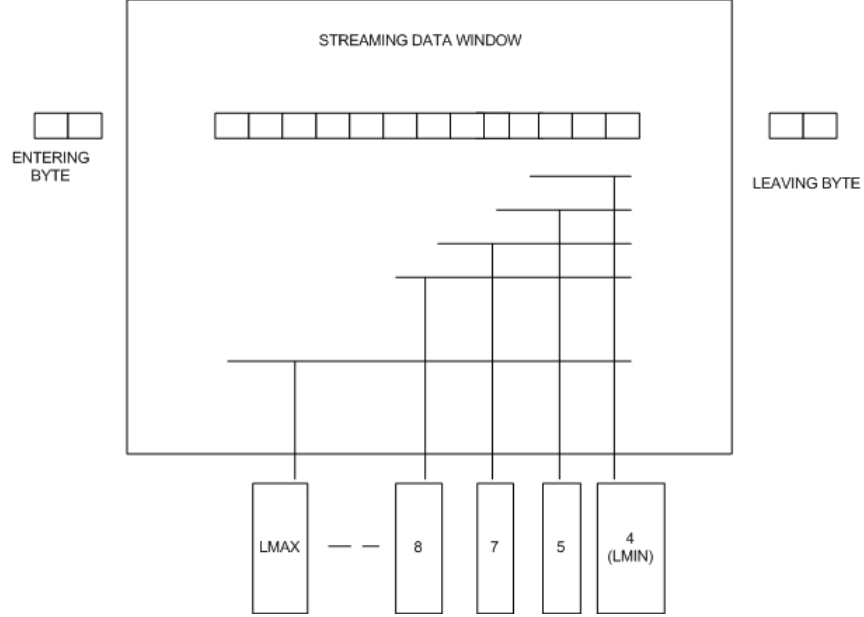 STREAMING DATA WINDOW
ENTERING
BYTE
LEAVING BYTE
LMAX
8
7
5
4
(LMIN)